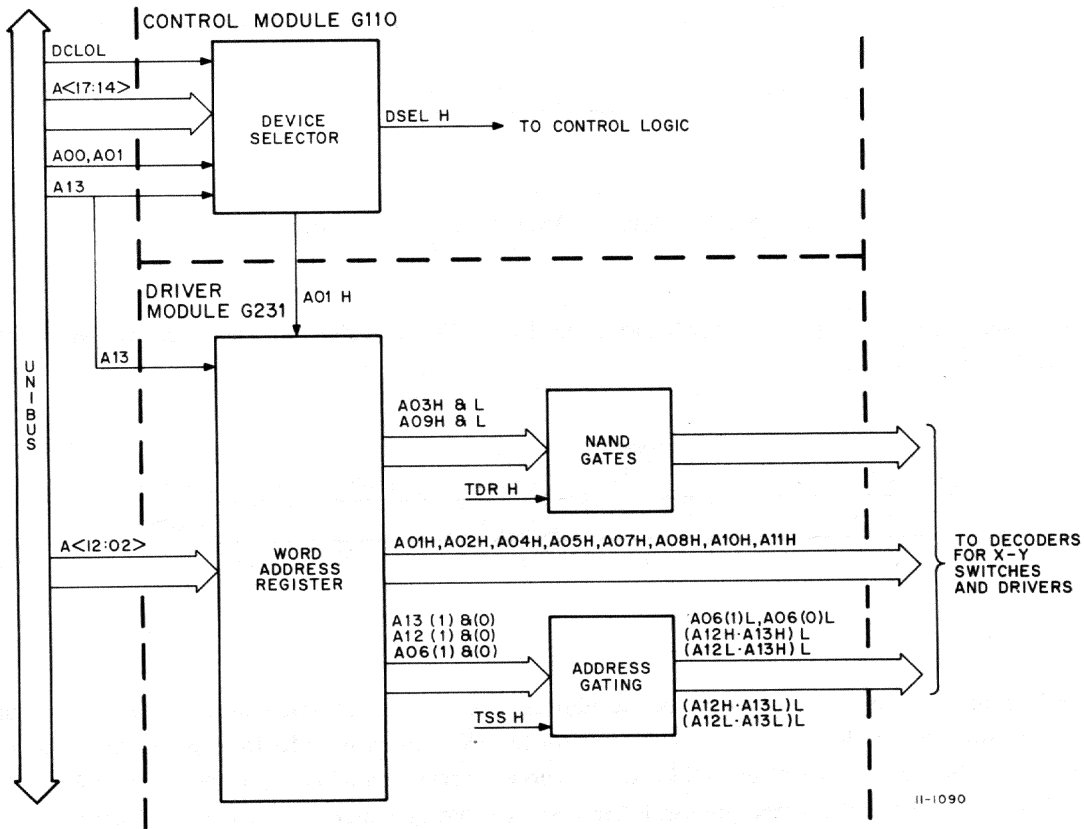 CONTROL MODULE G110
DCLOL
A<17:14>
A00,A01
A13
DEVICE
SELECTOR
DSEL H
TO CONTROL LOGIC
DRIVER
MODULE G231
A01 H
A13
UNIBUS
A<12:02>
WORD
ADDRESS
REGISTER
A03H & L
A09H & L
TDR H
NAND
GATES
A01H,A02H,A04H,A05H,A07H,A08H,A10H,A11H
A13 (1) &(0)
A12 (1) &(0)
A06(1) &(0)
TSS H
ADDRESS
GATING
A06(1)L,A06(0)L
(A12H·A13H) L
(A12L·A13H) L
(A12H·A13L)L
(A12L·A13L)L
TO DECODERS
FOR X-Y
SWITCHES
AND DRIVERS
11-1090